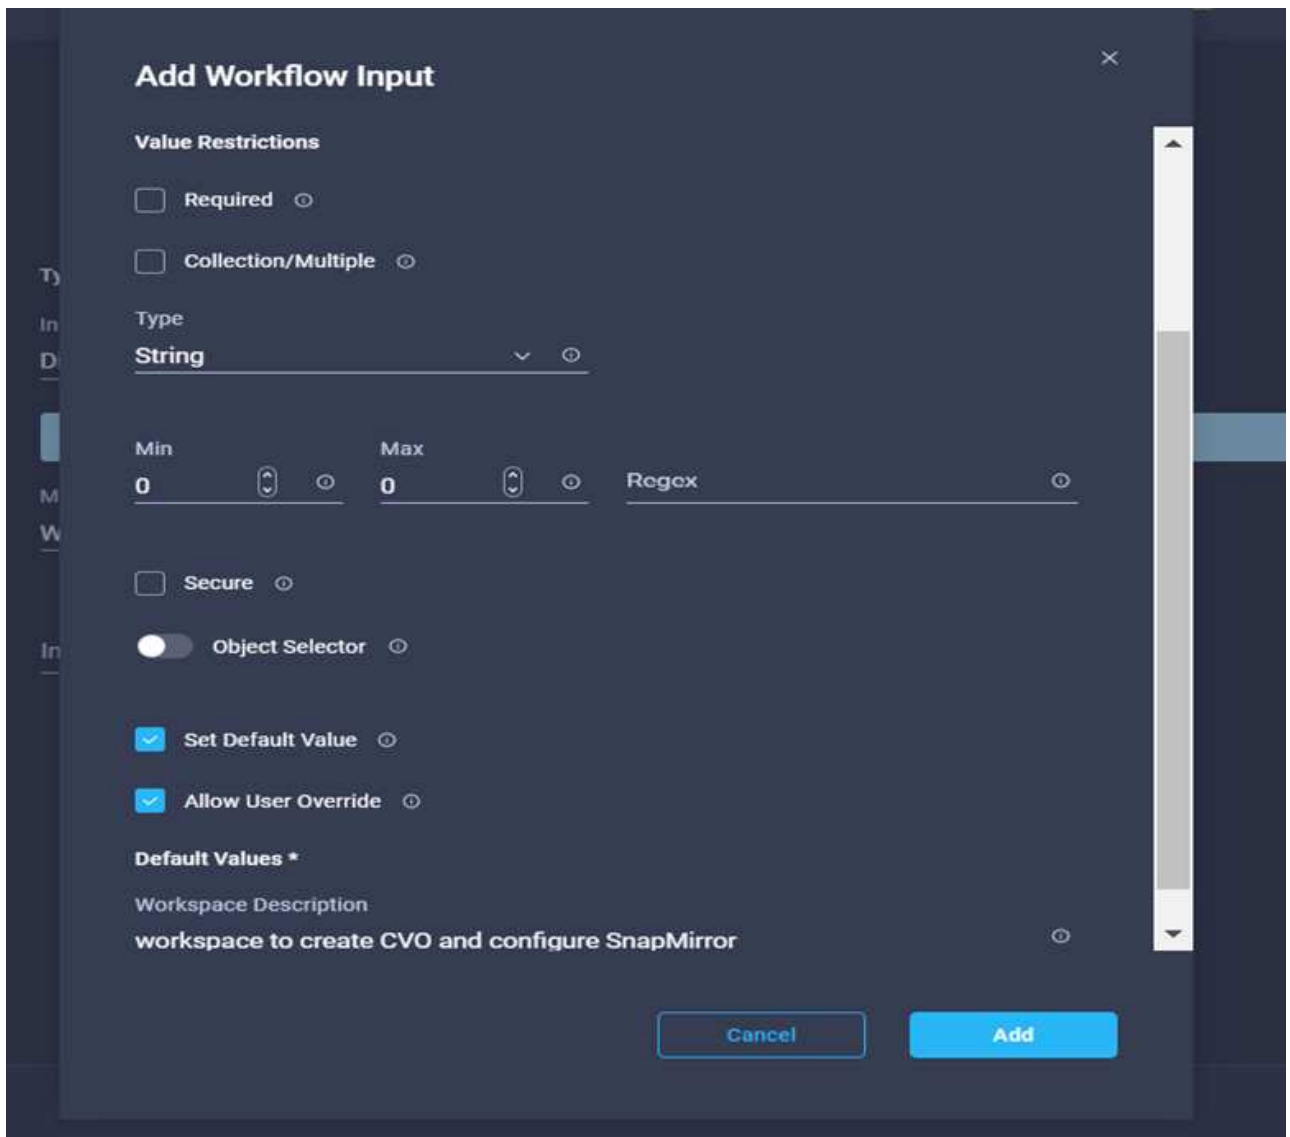 Add Workflow Input
Value Restrictions
Required
Collection/Multiple
Type
String
Min
Max
0
0
Regex
Secure
Object Selector
Set Default Value
Allow User Override
Default Values *
Workspace Description
workspace to create CVO and configure SnapMirror
Cancel
Add